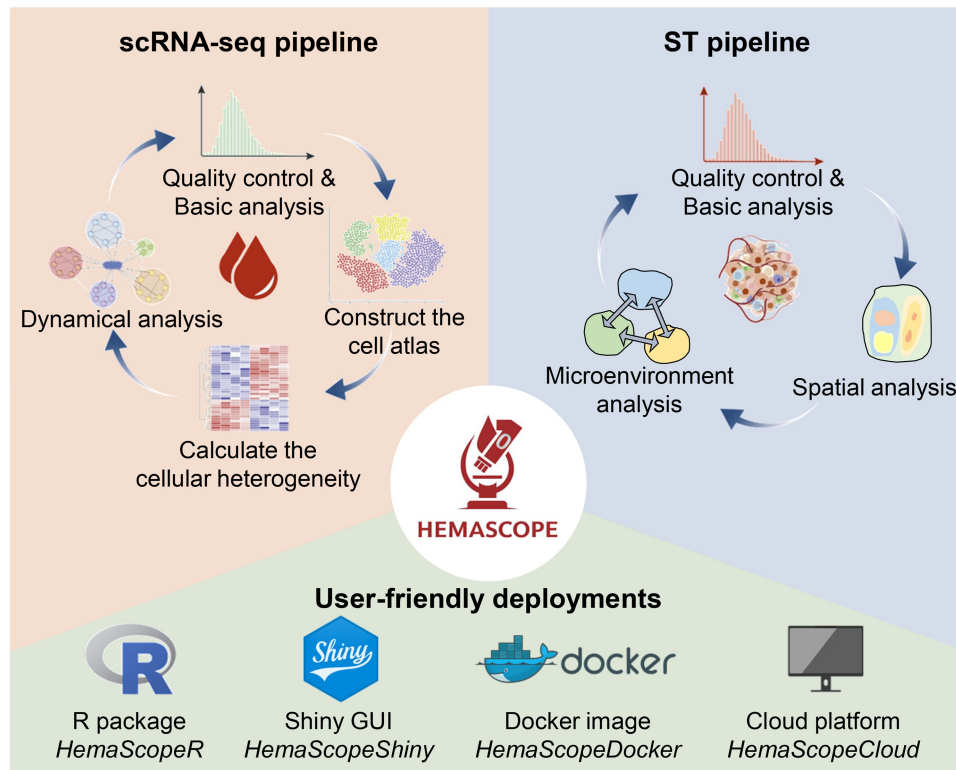 scRNA-seq pipeline
Quality control &
Basic analysis
Construct the
cell atlas
Calculate the
cellular heterogeneity
Dynamical analysis
ST pipeline
Quality control &
Basic analysis
Spatial analysis
Microenvironment
analysis
HEMASCOPE
User-friendly deployments
R
R package
HemaScopeR
Shiny
Shiny GUI
HemaScopeShiny
docker
Docker image
HemaScopeDocker
Cloud platform
HemaScopeCloud